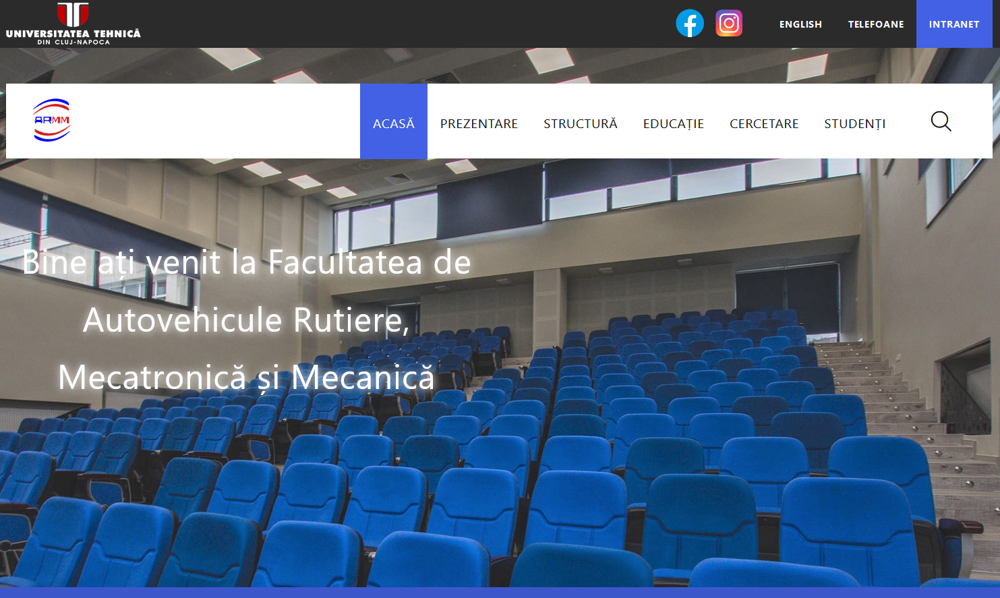 UNIVERSITATEA TEHNICĂ
DIN CLUJ-NAPOCA
ENGLISH
TELEFOANE
INTRANET
ARMM
ACASĂ
PREZENTARE
STRUCTURĂ
EDUCAȚIE
CERCETARE
STUDENȚI
Bine ați venit la Facultatea de
Autovehicule Rutiere,
Mecatronică și Mecanică